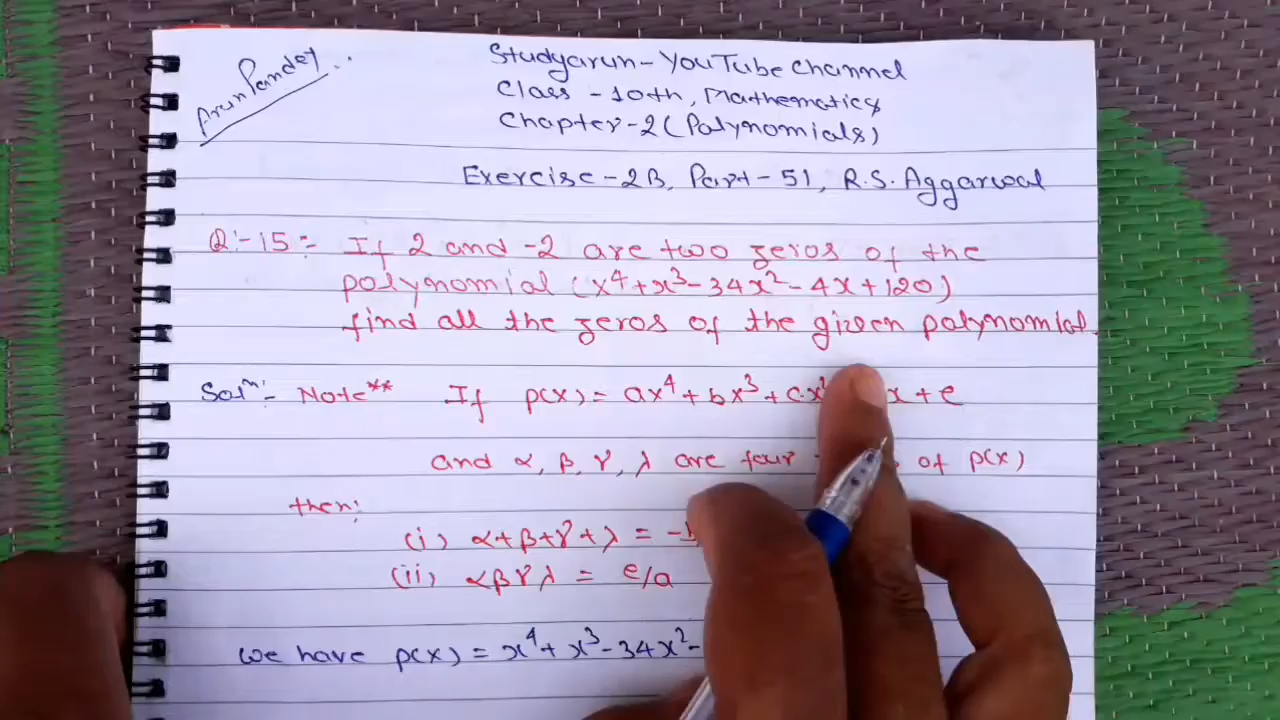 Arun Pandey...
Studyarun - YouTube channel
Class - 10th, Mathematics
Chapter-2 (Polynomials)
Exercise - 2B, Part - 51, R.S. Aggarwal
Q:-15:- If 2 and -2 are two zeros of the
polynomial (x⁴+x³-34x²-4x+120)
find all the zeros of the given polynomial.
Solⁿ:- Note** If p(x) = ax⁴+bx³+cx² x+e
and α, β, γ, λ are four of p(x)
then:
(i) α+β+γ+λ = -
(ii) αβγλ = e/a
we have p(x) = x⁴+x³-34x²-